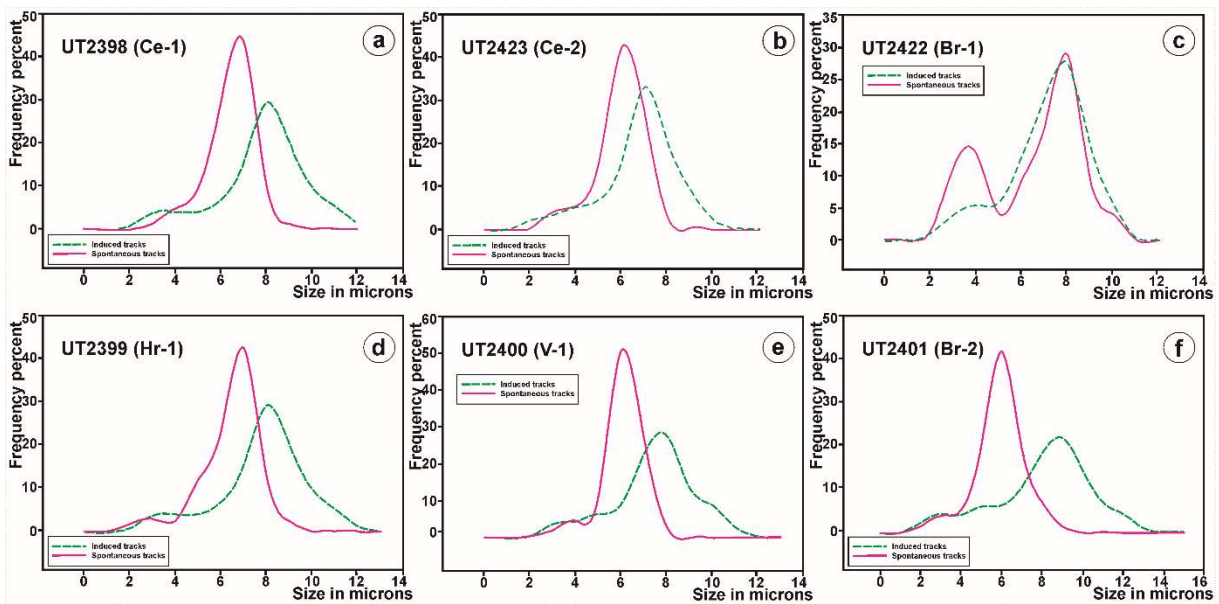 50
40
30
20
10
0
Frequency percent
UT2398 (Ce-1)
a
Induced tracks
Spontaneous tracks
0 2 4 6 8 10 12 14
Size in microns
50
40
30
20
10
0
Frequency percent
UT2423 (Ce-2)
b
Induced tracks
Spontaneous tracks
0 2 4 6 8 10 12 14
Size in microns
35
30
25
20
15
10
5
0
Frequency percent
UT2422 (Br-1)
c
Induced tracks
Spontaneous tracks
0 2 4 6 8 10 12 14
Size in microns
50
40
30
20
10
0
Frequency percent
UT2399 (Hr-1)
d
Induced tracks
Spontaneous tracks
0 2 4 6 8 10 12 14
Size in microns
60
50
40
30
20
10
0
Frequency percent
UT2400 (V-1)
e
Induced tracks
Spontaneous tracks
0 2 4 6 8 10 12 14
Size in microns
50
40
30
20
10
0
Frequency percent
UT2401 (Br-2)
f
Induced tracks
Spontaneous tracks
0 2 4 6 8 10 12 14 15 16
Size in microns